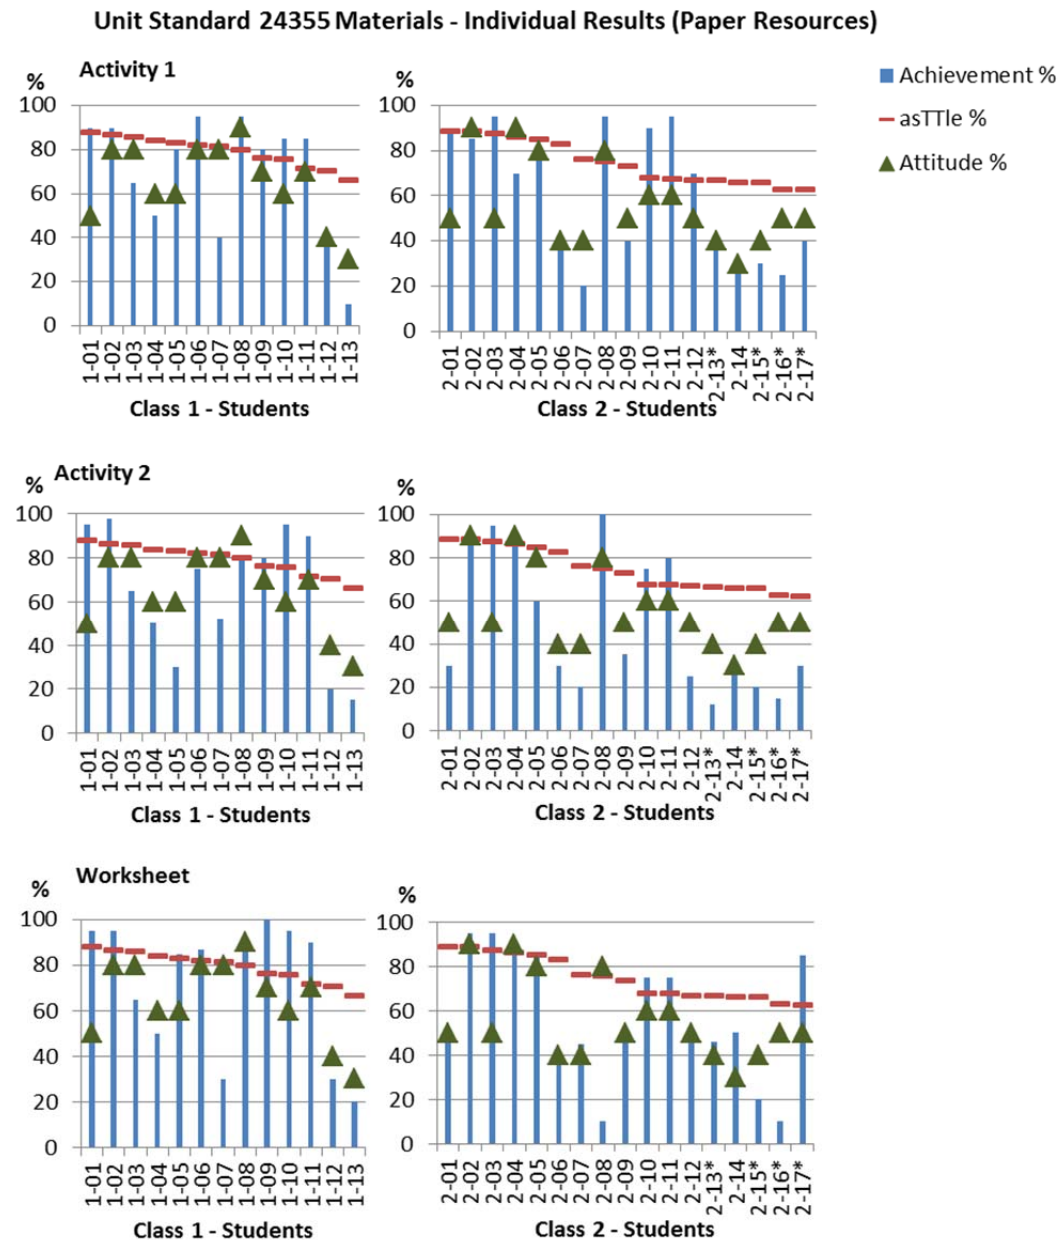 Unit Standard 24355 Materials - Individual Results (Paper Resources)
Activity 1
%
100
80
60
40
20
0
1-01 1-02 1-03 1-04 1-05 1-06 1-07 1-08 1-09 1-10 1-11 1-12 1-13
Class 1 - Students
%
100
80
60
40
20
0
2-01 2-02 2-03 2-04 2-05 2-06 2-07 2-08 2-09 2-10 2-11 2-12 2-13* 2-14 2-15* 2-16* 2-17*
Class 2 - Students
Achievement %
asTTle %
Attitude %
Activity 2
%
100
80
60
40
20
0
1-01 1-02 1-03 1-04 1-05 1-06 1-07 1-08 1-09 1-10 1-11 1-12 1-13
Class 1 - Students
%
100
80
60
40
20
0
2-01 2-02 2-03 2-04 2-05 2-06 2-07 2-08 2-09 2-10 2-11 2-12 2-13* 2-14 2-15* 2-16* 2-17*
Class 2 - Students
Worksheet
%
100
80
60
40
20
0
1-01 1-02 1-03 1-04 1-05 1-06 1-07 1-08 1-09 1-10 1-11 1-12 1-13
Class 1 - Students
%
100
80
60
40
20
0
2-01 2-02 2-03 2-04 2-05 2-06 2-07 2-08 2-09 2-10 2-11 2-12 2-13* 2-14 2-15* 2-16* 2-17*
Class 2 - Students